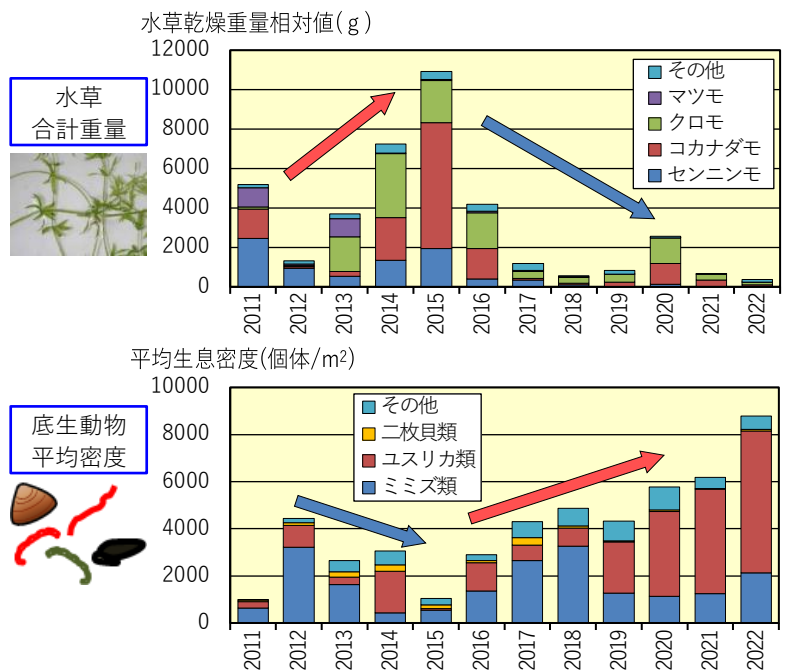 水草乾燥重量相対値(g)
12000
10000
8000
6000
4000
2000
0
水草
合計重量
その他
マツモ
クロモ
コカナダモ
センニンモ
2011
2012
2013
2014
2015
2016
2017
2018
2019
2020
2021
2022
平均生息密度(個体/m²)
10000
8000
6000
4000
2000
0
底生動物
平均密度
その他
二枚貝類
ユスリカ類
ミミズ類
2011
2012
2013
2014
2015
2016
2017
2018
2019
2020
2021
2022